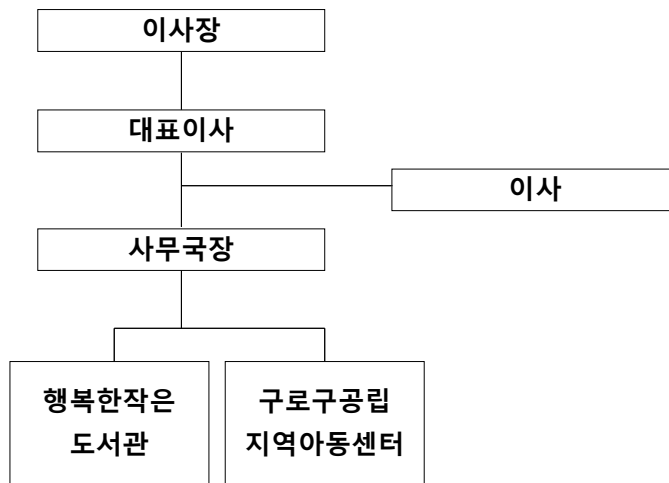 이사장
대표이사
이사
사무국장
행복한작은
도서관
구로구공립
지역아동센터